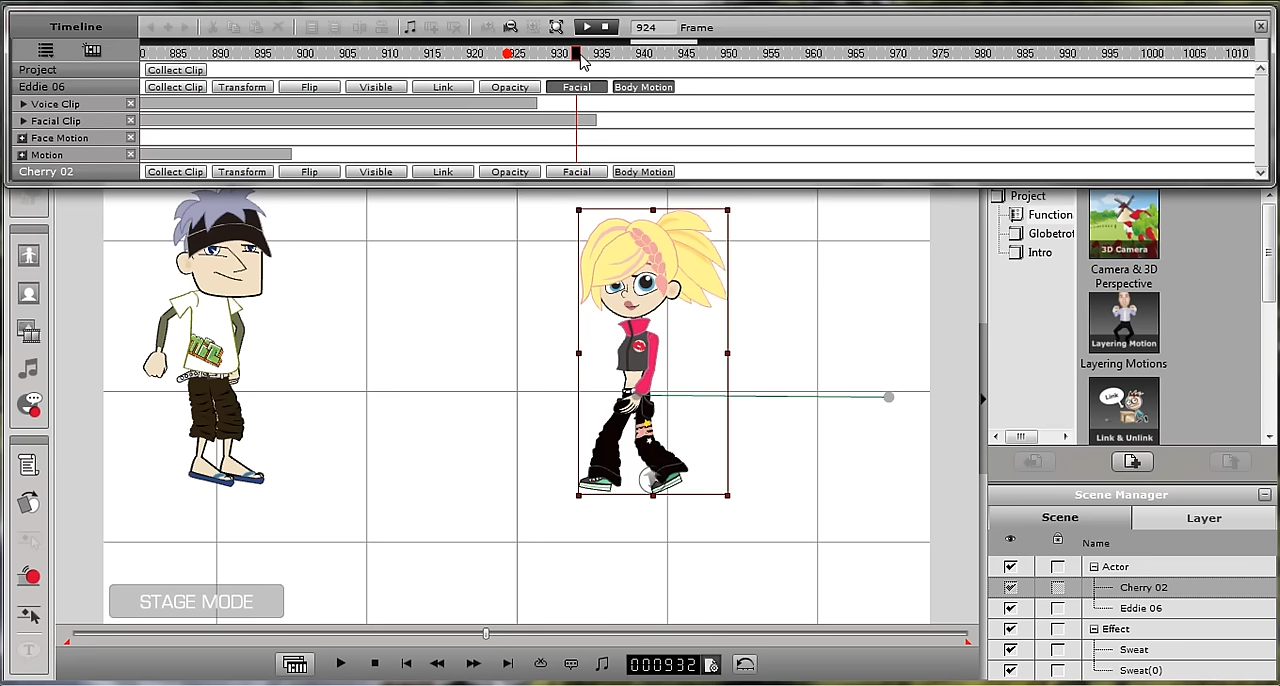 Timeline
924 Frame
0 885 890 895 900 905 910 915 920 925 930 935 940 945 950 955 960 965 970 975 980 985 990 995 1000 1005 1010
Project Collect Clip
Eddie 06 Collect Clip Transform Flip Visible Link Opacity Facial Body Motion
Voice Clip
Facial Clip
Face Motion
Motion
Cherry 02 Collect Clip Transform Flip Visible Link Opacity Facial Body Motion
Project
Function
Globetrot
Intro
3D Camera
Camera & 3D
Perspective
Layering Motion
Layering Motions
Link
Link & Unlink
STAGE MODE
000932
Scene Manager
Scene Layer
Name
Actor
Cherry 02
Eddie 06
Effect
Sweat
Sweat(0)
T